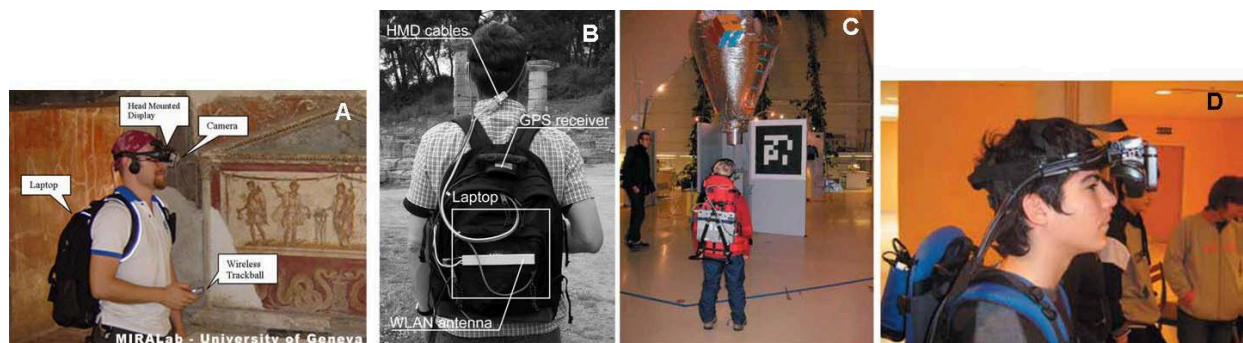 A
Head Mounted
Display
Camera
Laptop
Wireless
Trackball
MIRALab - University of Geneva
B
HMD cables
GPS receiver
Laptop
WLAN antenna
C
D